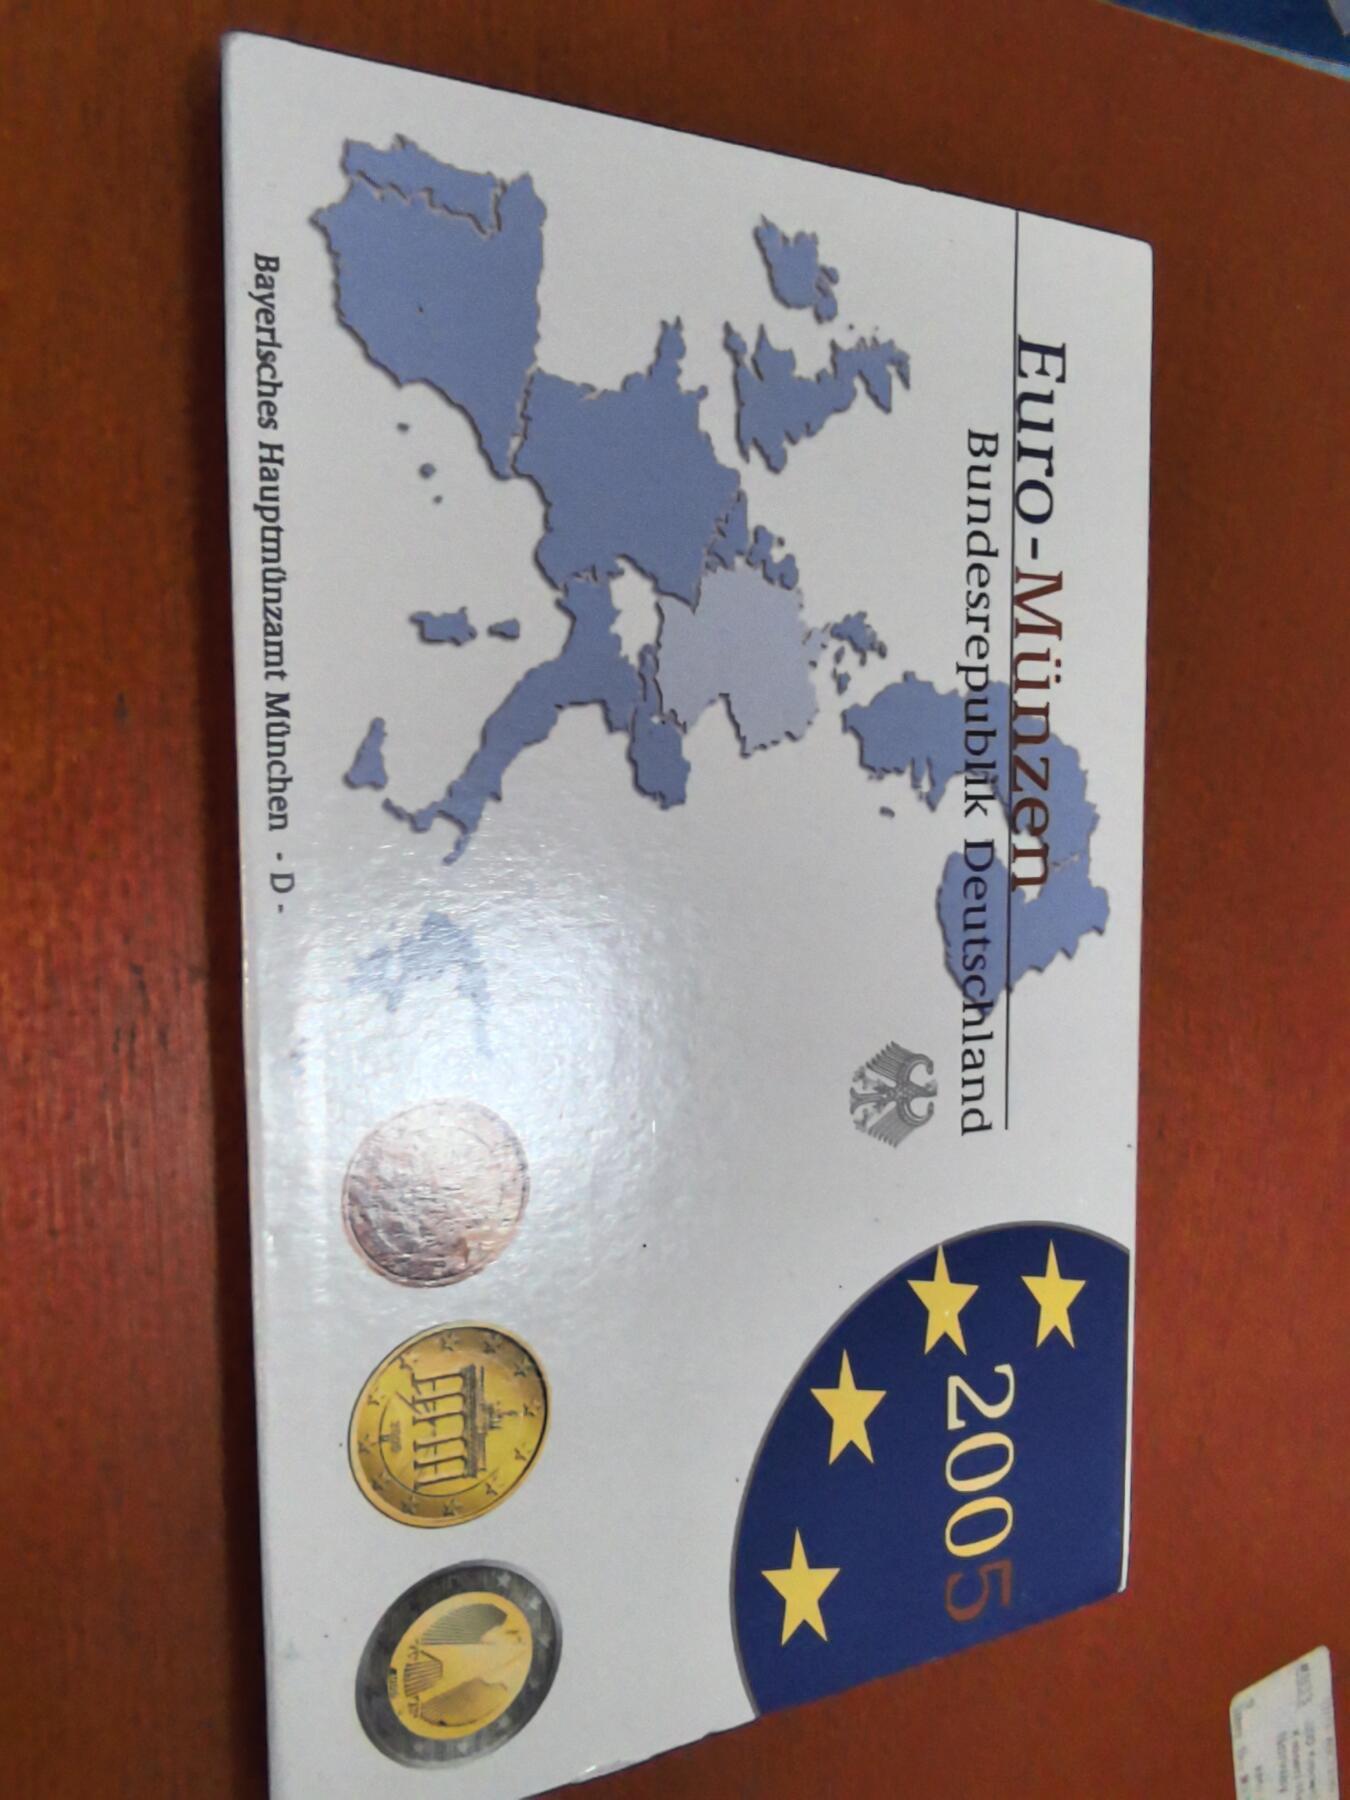 Euro-Münzen
Bundesrepublik Deutschland
2005
Bayerisches Hauptmünzamt München - D -